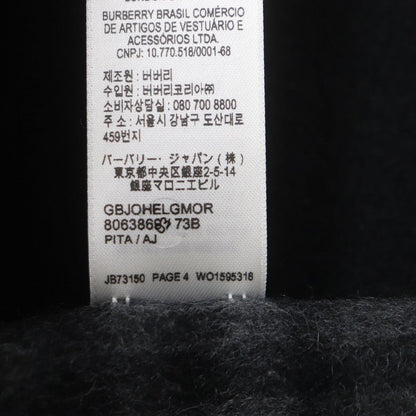 BURBERRY BRASIL COMÉRCIO
DE ARTIGOS DE VESTUÁRIO E
ACESSÓRIOS LTDA.
CNPJ: 10.770.518/0001-68
제조원 : 버버리
수입원 : 버버리코리아㈜
소비자상담실 : 080 700 8800
주 소 : 서울시 강남구 도산대로
459번지
バーバリー・ジャパン(株)
東京都中央区銀座2-5-14
銀座マロニエビル
GBJOHELGMOR
73B
PITA / AJ
JB73150 PAGE 4 WO1595316